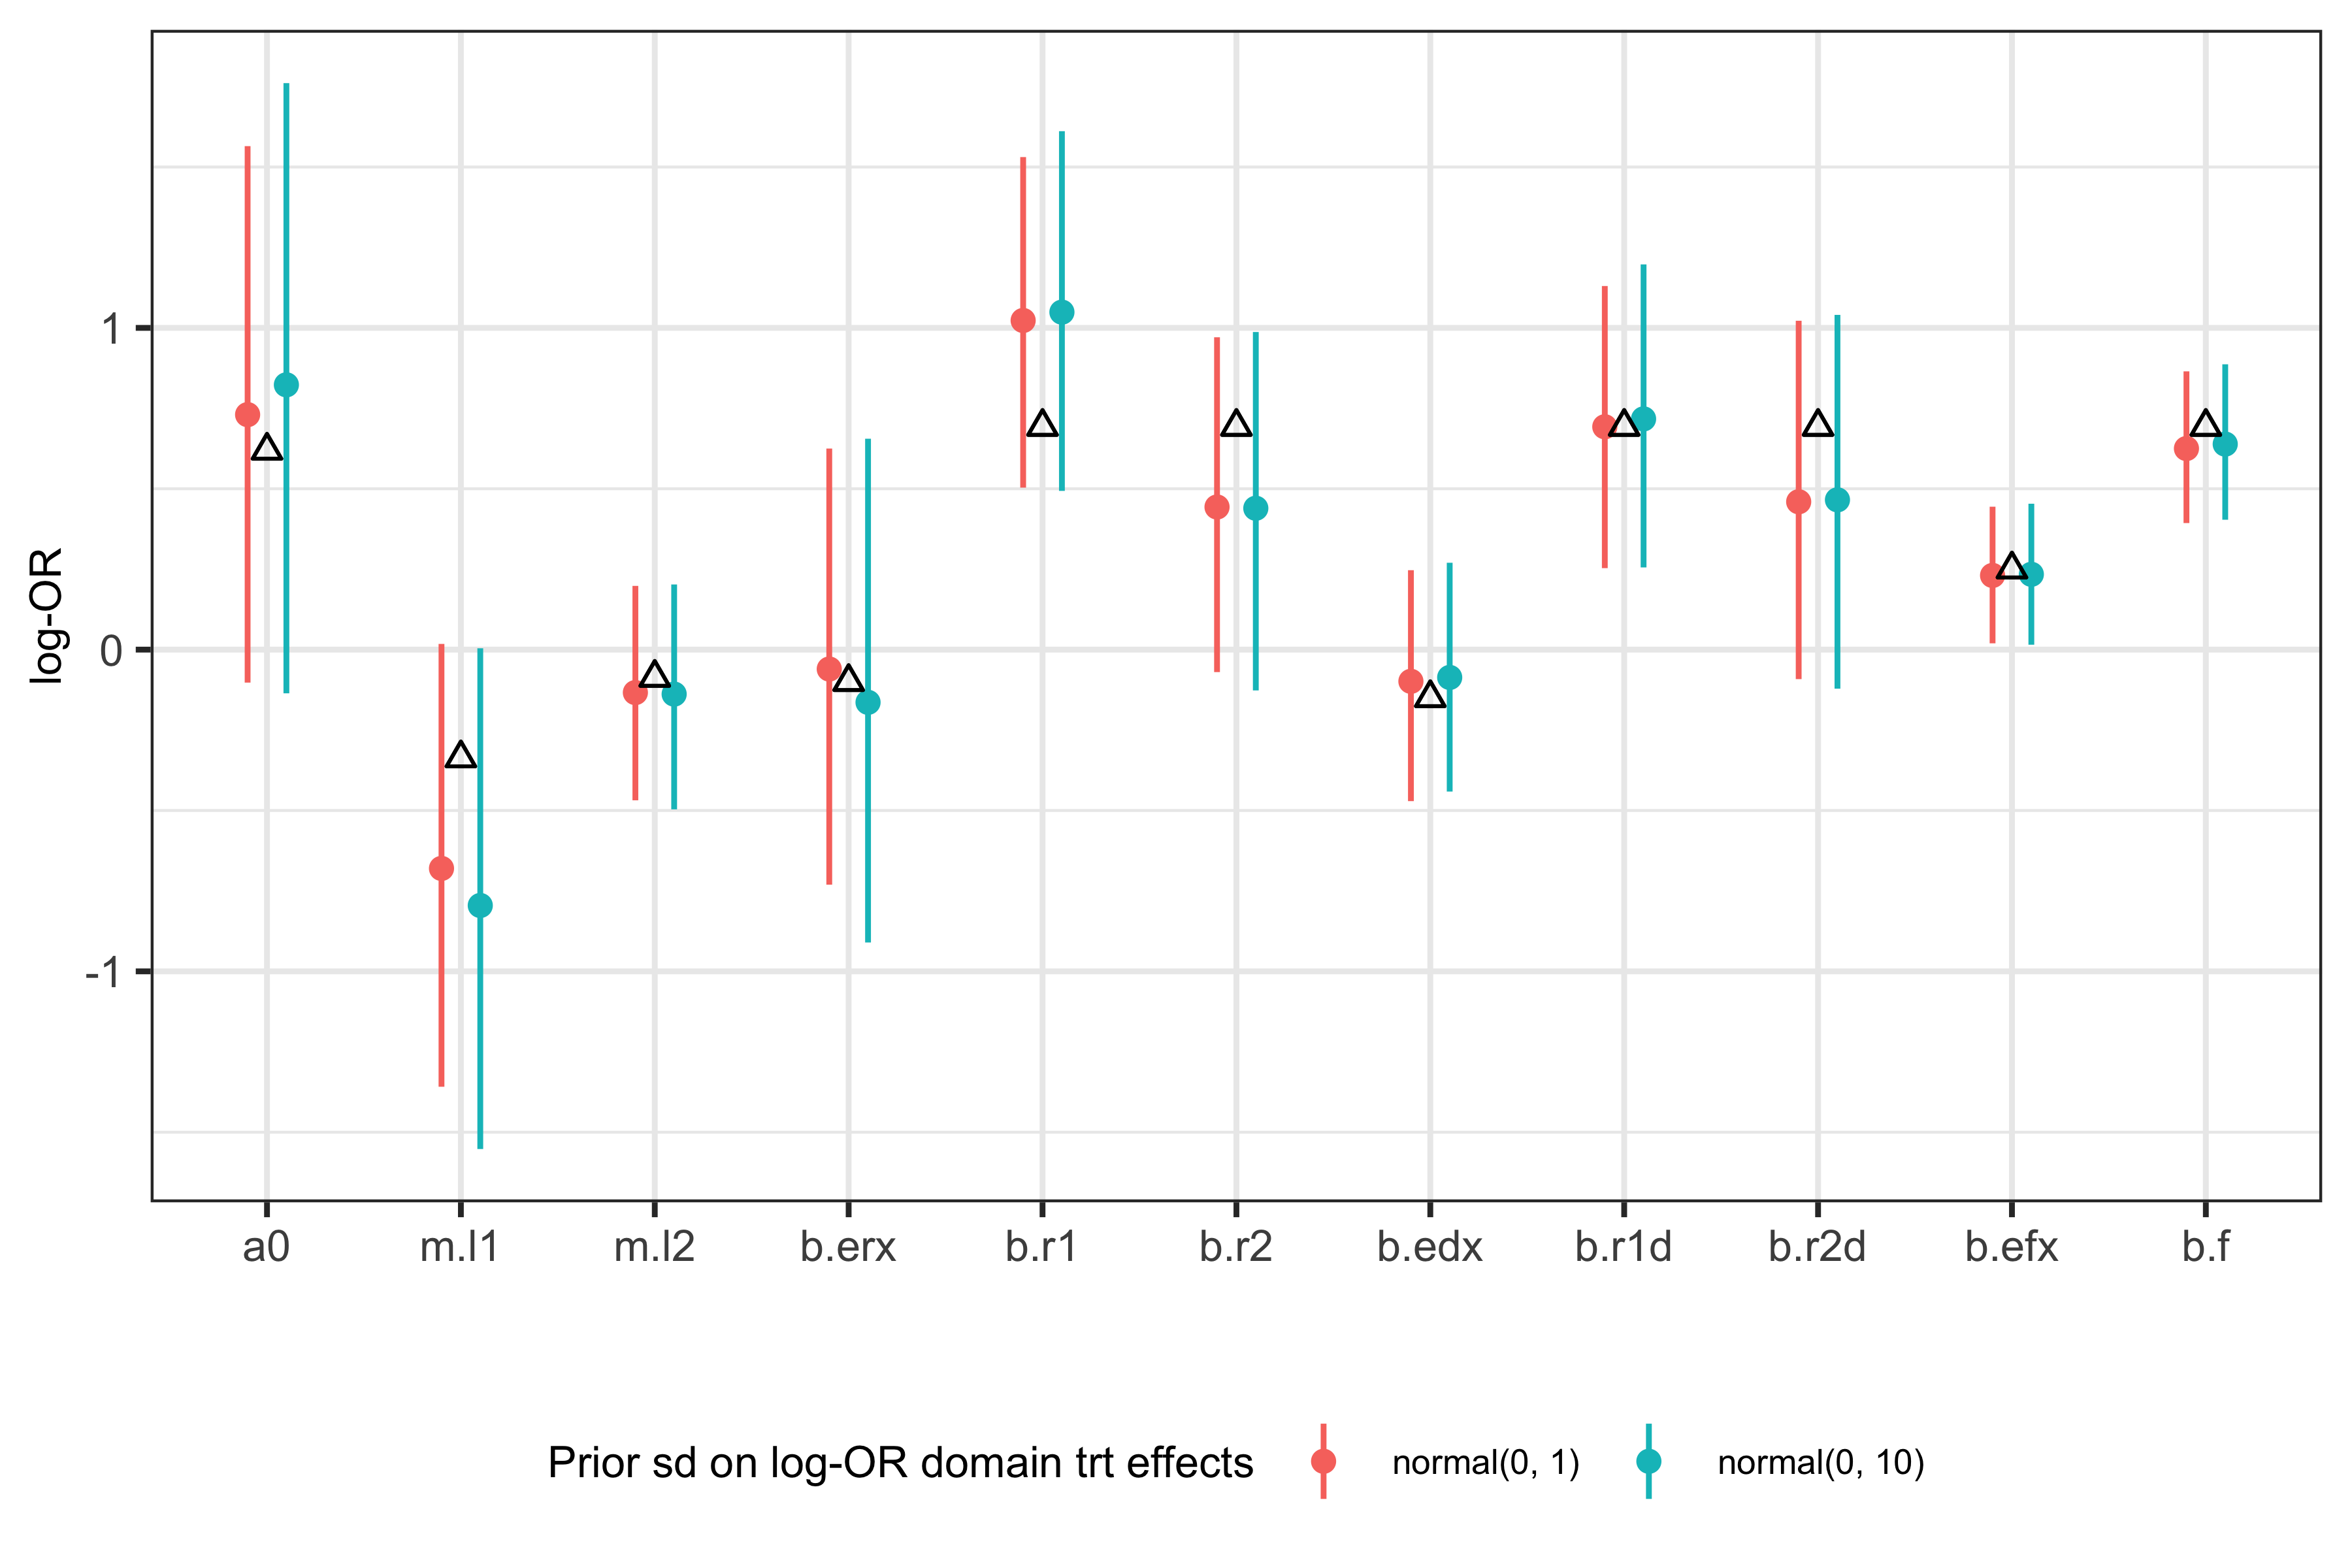 log-OR
1
0
-1
a0 m.l1 m.l2 b.erx b.r1 b.r2 b.edx b.r1d b.r2d b.efx b.f
Prior sd on log-OR domain trt effects normal(0, 1) normal(0, 10)